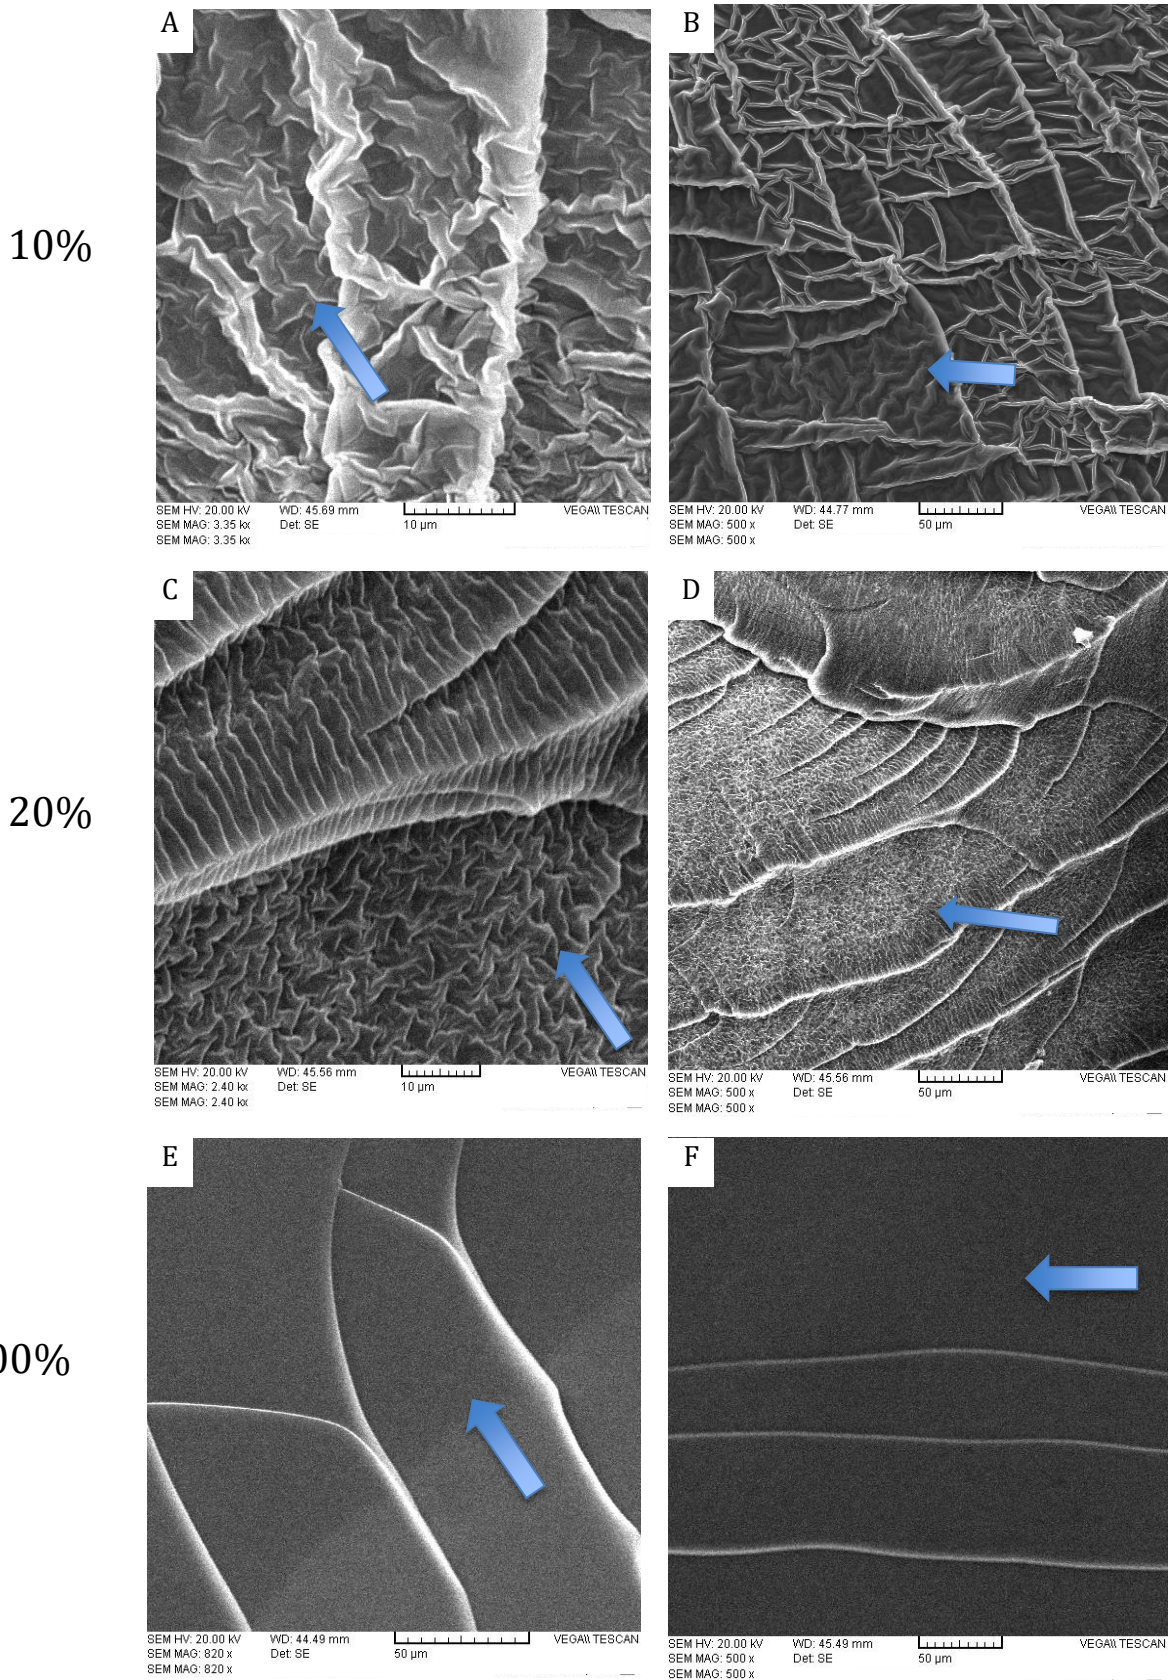 A
B
10%
SEM HV: 20.00 kV WD: 45.69 mm VEGA\\ TESCAN
SEM MAG: 3.35 kx Det: SE 10 µm
SEM MAG: 3.35 kx
SEM HV: 20.00 kV WD: 44.77 mm VEGA\\ TESCAN
SEM MAG: 500 x Det: SE 50 µm
SEM MAG: 500 x
C
D
20%
SEM HV: 20.00 kV WD: 45.56 mm VEGA\\ TESCAN
SEM MAG: 2.40 kx Det: SE 10 µm
SEM MAG: 2.40 kx
SEM HV: 20.00 kV WD: 45.56 mm VEGA\\ TESCAN
SEM MAG: 500 x Det: SE 50 µm
SEM MAG: 500 x
E
F
00%
SEM HV: 20.00 kV WD: 44.49 mm VEGA\\ TESCAN
SEM MAG: 820 x Det: SE 50 µm
SEM MAG: 820 x
SEM HV: 20.00 kV WD: 45.49 mm VEGA\\ TESCAN
SEM MAG: 500 x Det: SE 50 µm
SEM MAG: 500 x